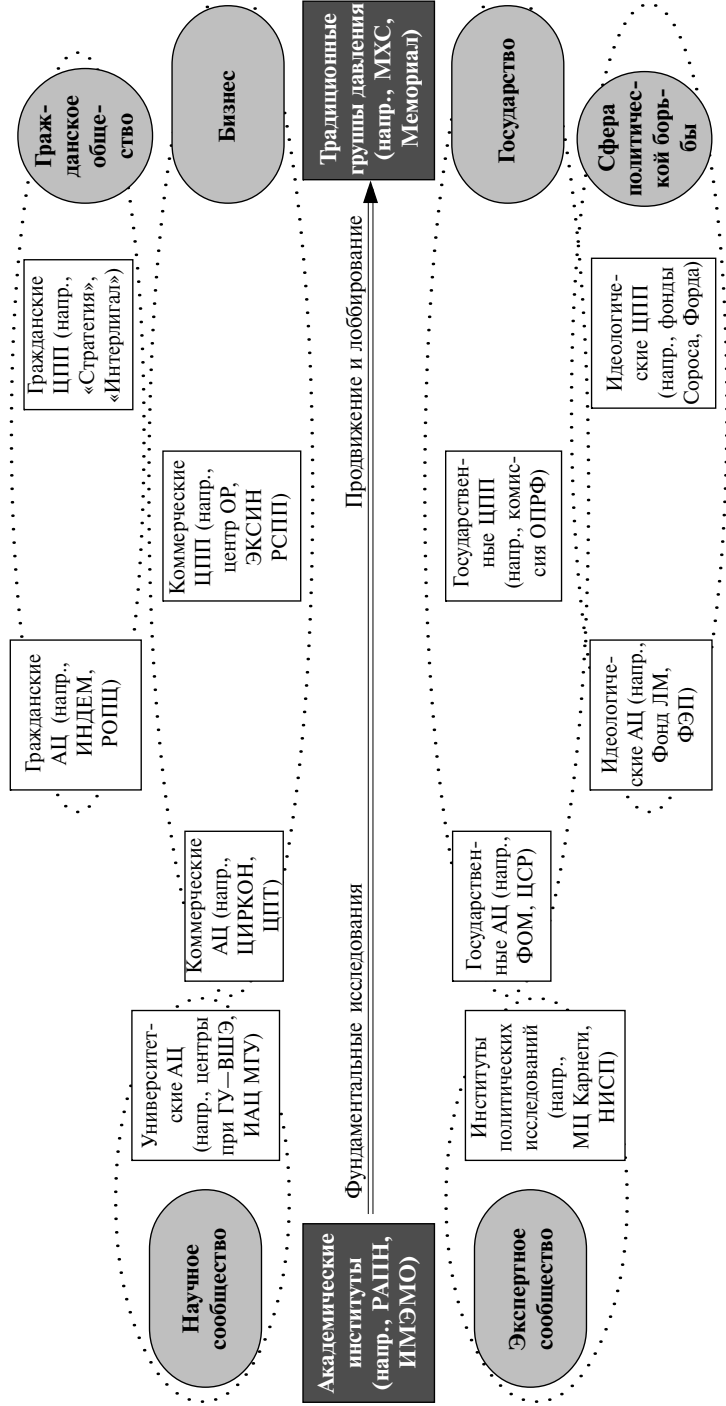 Научное
сообщество
Университет-
ские АЦ
(напр., центры
при ГУ—ВШЭ,
ИАЦ МГУ)
Коммерческие
АЦ (напр.,
ЦИРКОН,
ЦПТ)
Гражданские
АЦ (напр.,
ИНДЕМ,
РОПЦ)
Коммерческие
ЦПП (напр.,
центр ОР,
ЭКСИН
РСПП)
Гражданские
ЦПП (напр.,
«Стратегия»,
«Интерлигал»)
Граж-
данское
обще-
ство
Бизнес
Академические
институты
(напр., РАПН,
ИМЭМО)
Фундаментальные исследования
Продвижение и лоббирование
Традиционные
группы давления
(напр., МХС,
Мемориал)
Экспертное
сообщество
Институты
политических
исследований
(напр.,
МЦ Карнеги,
НИСП)
Государствен-
ные АЦ (напр.,
ФОМ, ЦСР)
Идеологиче-
ские АЦ (напр.,
Фонд ЛМ,
ФЭП)
Государствен-
ные ЦПП
(напр., комис-
сия ОПРФ)
Идеологиче-
ские ЦПП
(напр., фонды
Сороса, Форда)
Государство
Сфера
политичес-
кой борь-
бы